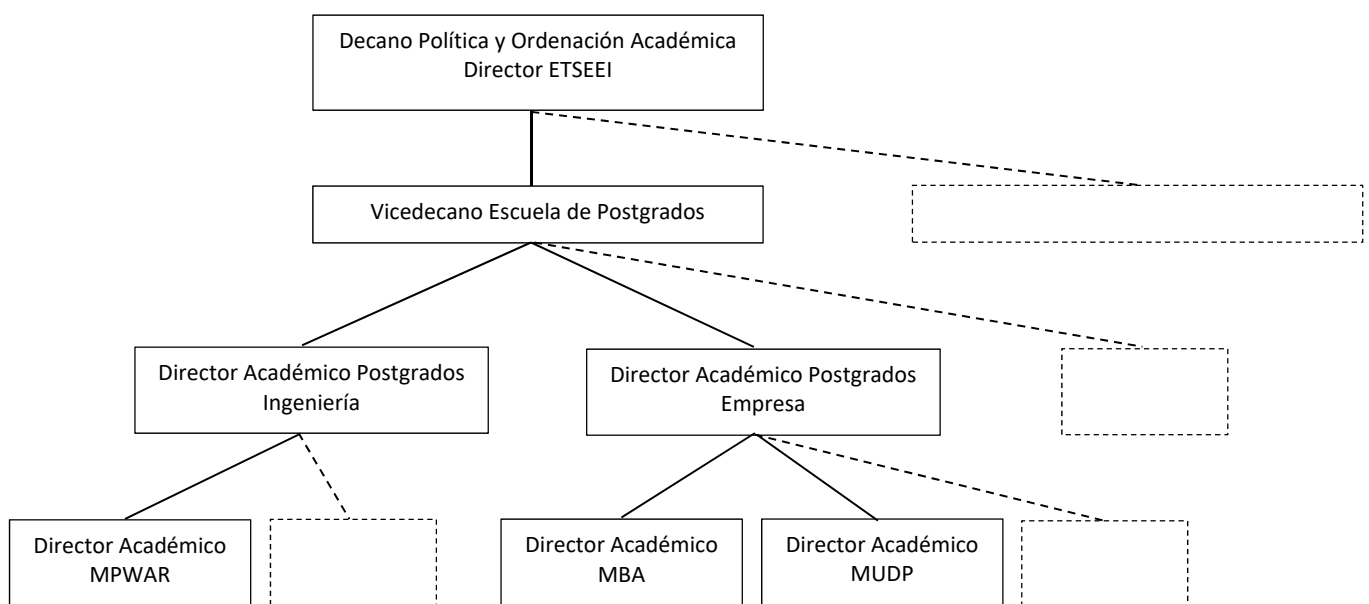 Decano Política y Ordenación Académica
Director ETSEEI
Vicedecano Escuela de Postgrados
Director Académico Postgrados
Ingeniería
Director Académico Postgrados
Empresa
Director Académico
MPWAR
Director Académico
MBA
Director Académico
MUDP